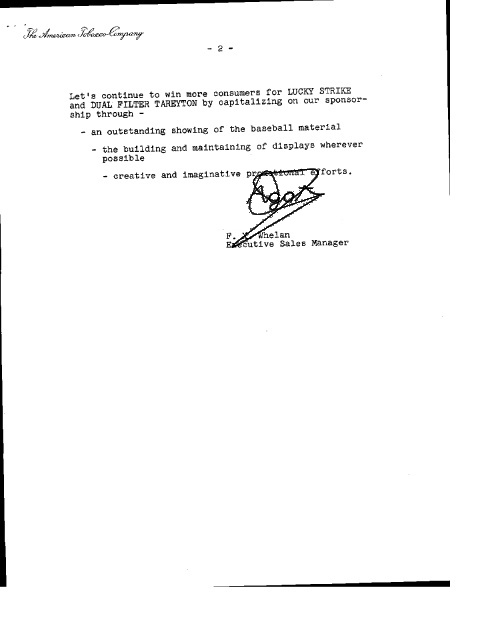 The American Tobacco Company
- 2 -
Let's continue to win more consumers for LUCKY STRIKE
and DUAL FILTER TAREYTON by capitalizing on our sponsor-
ship through -
- an outstanding showing of the baseball material
- the building and maintaining of displays wherever
possible
- creative and imaginative promotional efforts.
F. Whelan
Executive Sales Manager